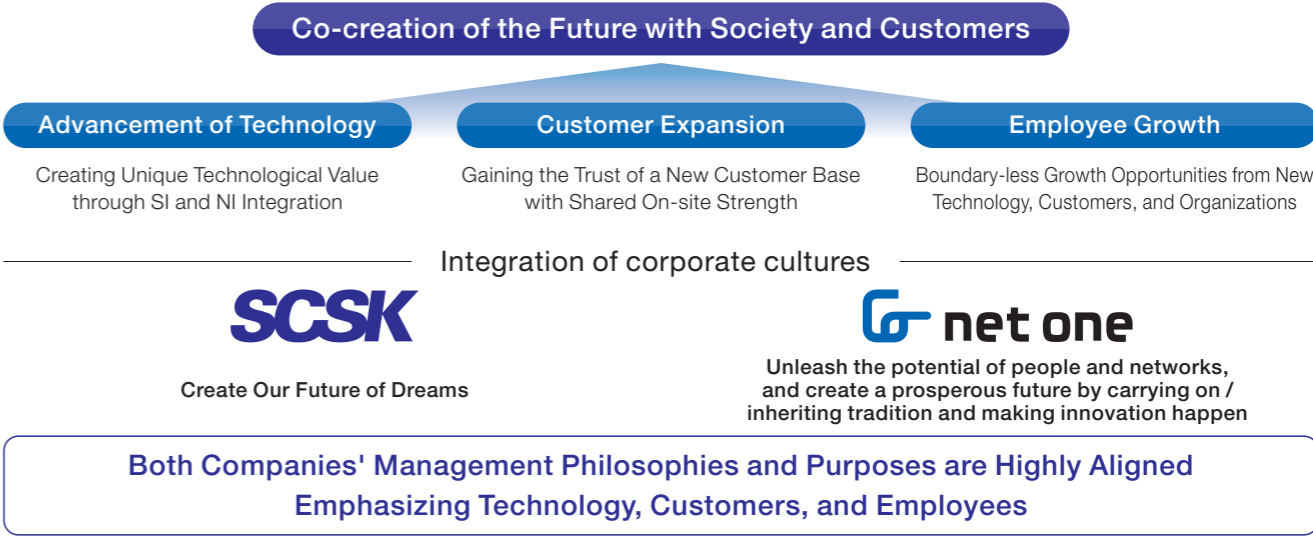 Co-creation of the Future with Society and Customers
Advancement of Technology
Creating Unique Technological Value
through SI and NI Integration
Customer Expansion
Gaining the Trust of a New Customer Base
with Shared On-site Strength
Employee Growth
Boundary-less Growth Opportunities from New
Technology, Customers, and Organizations
Integration of corporate cultures
SCSK
Create Our Future of Dreams
net one
Unleash the potential of people and networks,
and create a prosperous future by carrying on /
inheriting tradition and making innovation happen
Both Companies' Management Philosophies and Purposes are Highly Aligned
Emphasizing Technology, Customers, and Employees